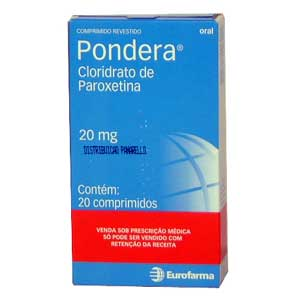 COMPRIMIDO REVESTIDO oral
Pondera®
Cloridrato de
Paroxetina
20 mg
DISTRIBUICAO PANARELLO
Contém:
20 comprimidos
VENDA SOB PRESCRIÇÃO MÉDICA
SÓ PODE SER VENDIDO COM
RETENÇÃO DA RECEITA
Eurofarma